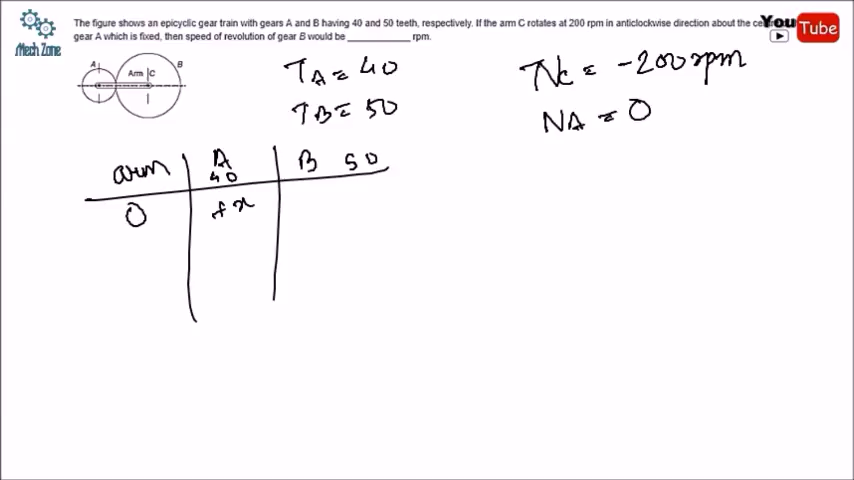 The figure shows an epicyclic gear train with gears A and B having 40 and 50 teeth, respectively. If the arm C rotates at 200 rpm in anticlockwise direction about the
gear A which is fixed, then speed of revolution of gear B would be __________ rpm.
You Tube
Mech Zone
A Arm C B
TA = 40
TB = 50
NC = -200 rpm
NA = 0
arm A B 50
40
0 +x